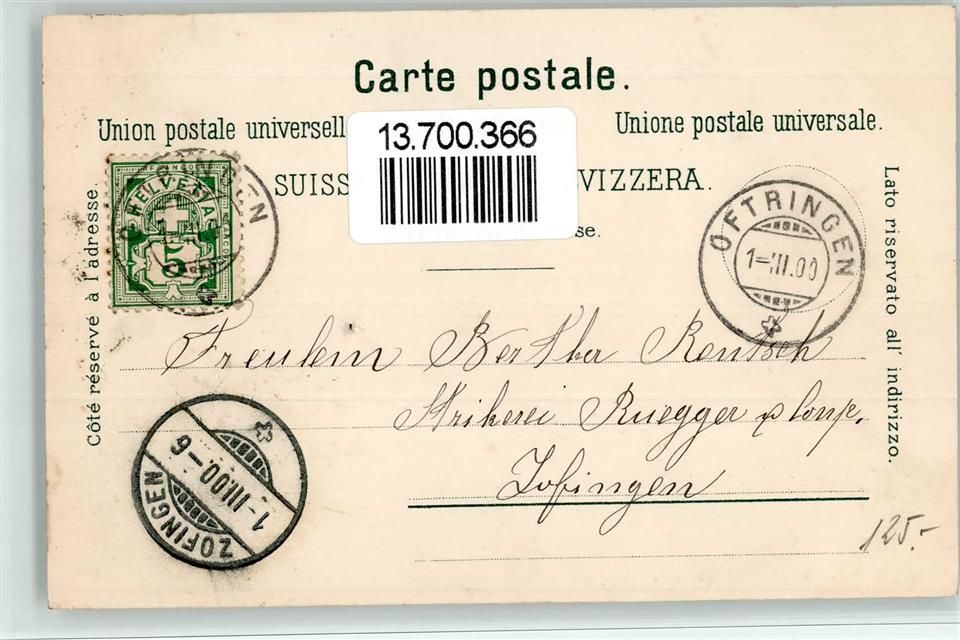 Carte postale.
Union postale universell
Unione postale universale.
13.700.366
SUISS
VIZZERA.
se.
Côté réservé à l'adresse.
Lato riservato all' indirizzo.
HELVETIA
5
OFTRINGEN
1-III.00
Freulein Bertha Rentsch
Strikerei Ruegger & Comp.
Zofingen
ZOFINGEN
1-III.00-6
125.-